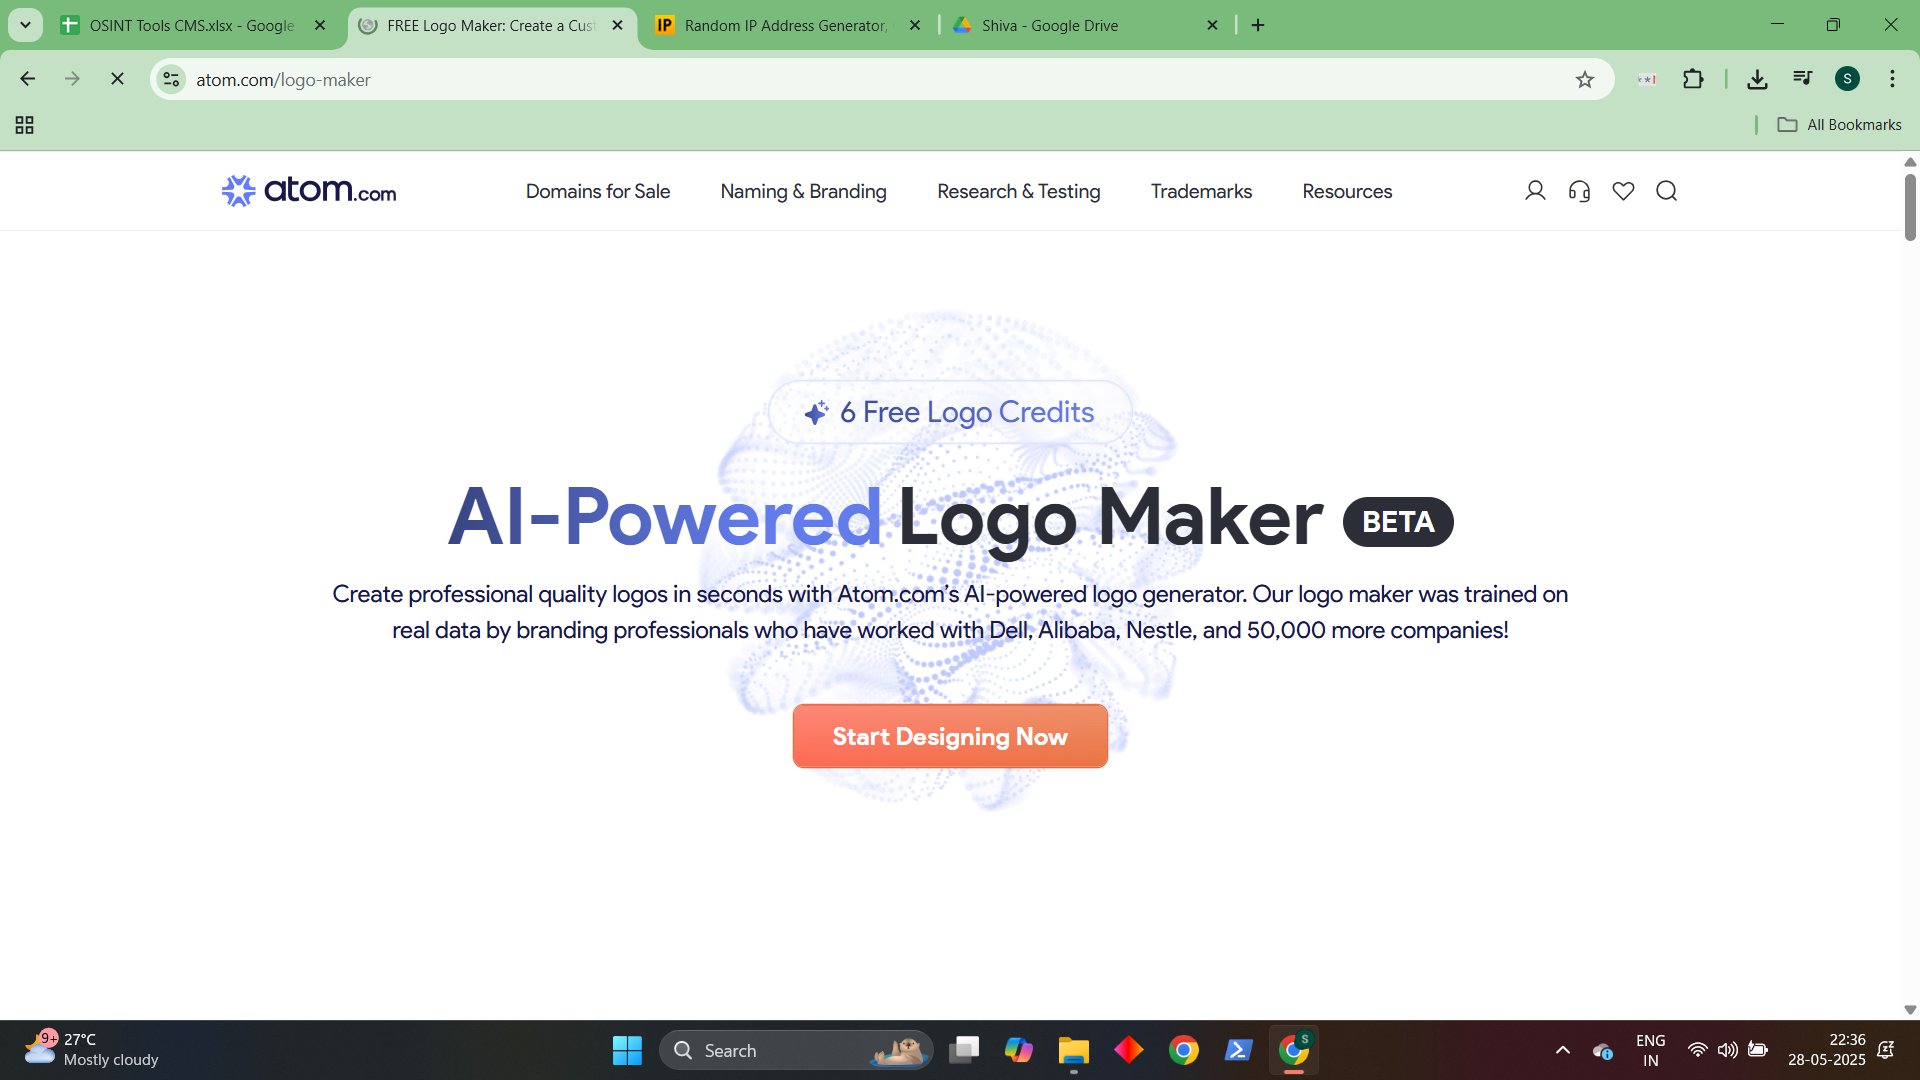 OSINT Tools CMS.xlsx - Google
FREE Logo Maker: Create a Cust
Random IP Address Generator,
Shiva - Google Drive
atom.com/logo-maker
S
All Bookmarks
atom.com
Domains for Sale
Naming & Branding
Research & Testing
Trademarks
Resources
6 Free Logo Credits
AI-Powered Logo Maker BETA
Create professional quality logos in seconds with Atom.com’s AI-powered logo generator. Our logo maker was trained on
real data by branding professionals who have worked with Dell, Alibaba, Nestle, and 50,000 more companies!
Start Designing Now
9+
27°C
Mostly cloudy
Search
S
ENG
IN
22:36
28-05-2025